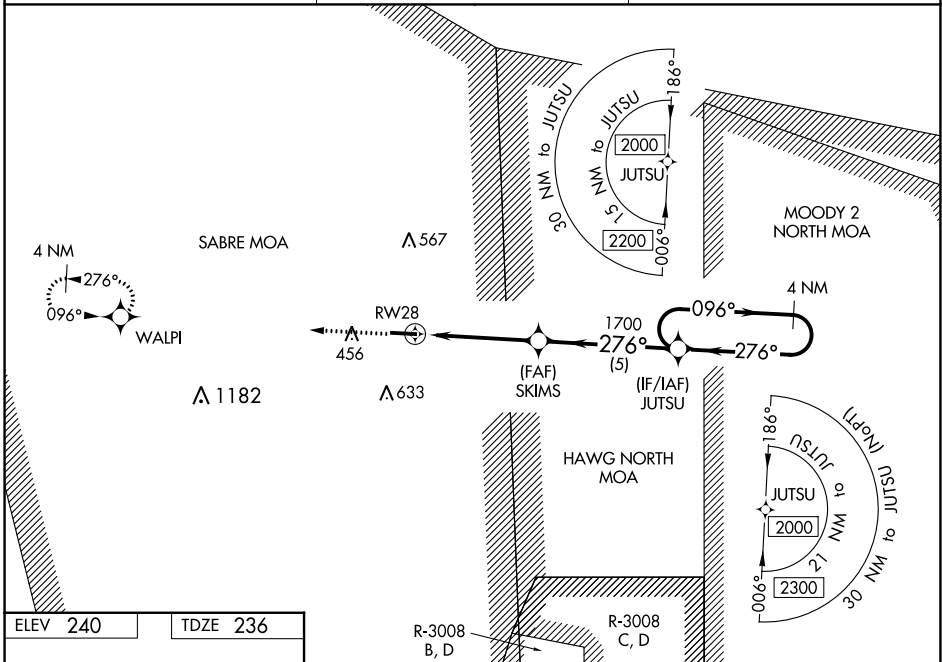 30 NM to JUTSU
15 NM to JUTSU
186°
2000
JUTSU
2200
006°
MOODY 2
NORTH MOA
SABRE MOA
567
4 NM
276°
096°
WALPI
RW28
456
1182
633
(FAF)
SKIMS
1700
276°
(5)
(IF/IAF)
JUTSU
096°
276°
4 NM
HAWG NORTH
MOA
186°
JUTSU
2000
2300
006°
21 NM to JUTSU
30 NM to JUTSU (NoPT)
R-3008
B, D
R-3008
C, D
ELEV 240
TDZE 236